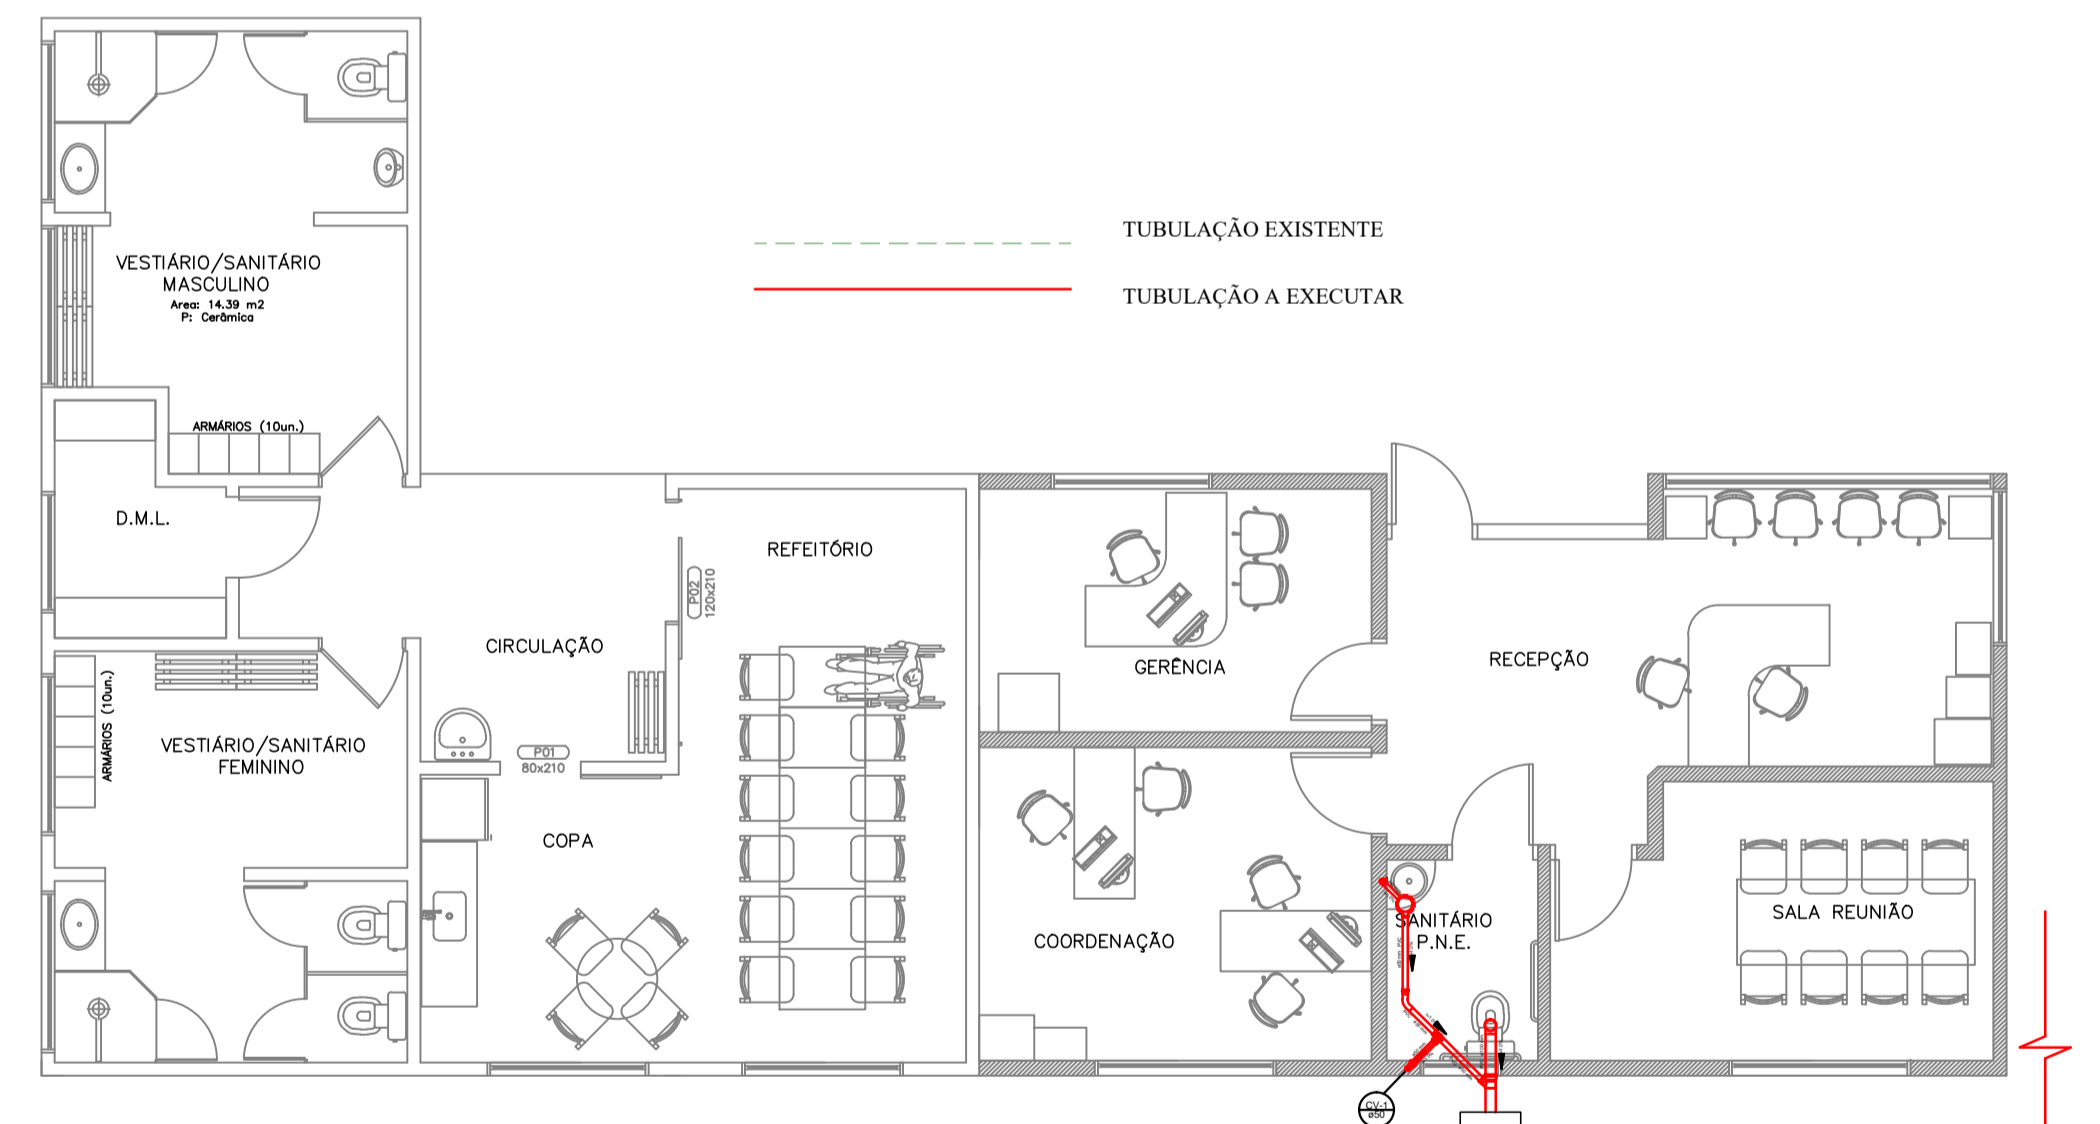 TUBULAÇÃO EXISTENTE
TUBULAÇÃO A EXECUTAR
VESTIÁRIO/SANITÁRIO
MASCULINO
Area: 14.39 m2
P: Cerâmica
ARMÁRIOS (10un.)
D.M.L.
REFEITÓRIO
P02
120x210
CIRCULAÇÃO
GERÊNCIA
RECEPÇÃO
ARMÁRIOS (10un.)
VESTIÁRIO/SANITÁRIO
FEMININO
P01
80x210
COPA
SANITÁRIO
P.N.E.
SALA REUNIÃO
COORDENAÇÃO
CV-1
ø50